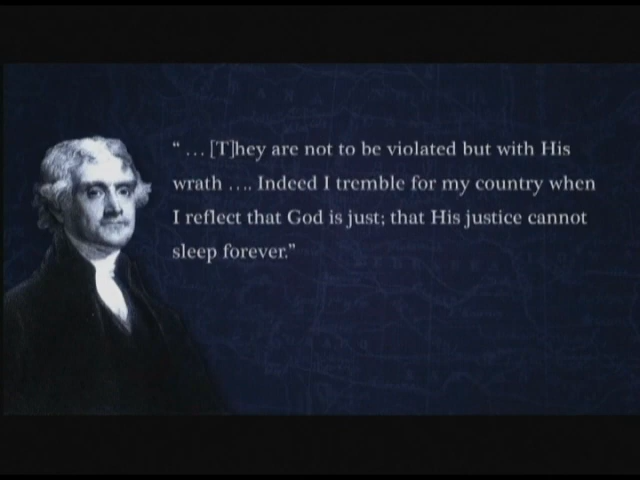 “ … [T]hey are not to be violated but with His
wrath …. Indeed I tremble for my country when
I reflect that God is just; that His justice cannot
sleep forever.”